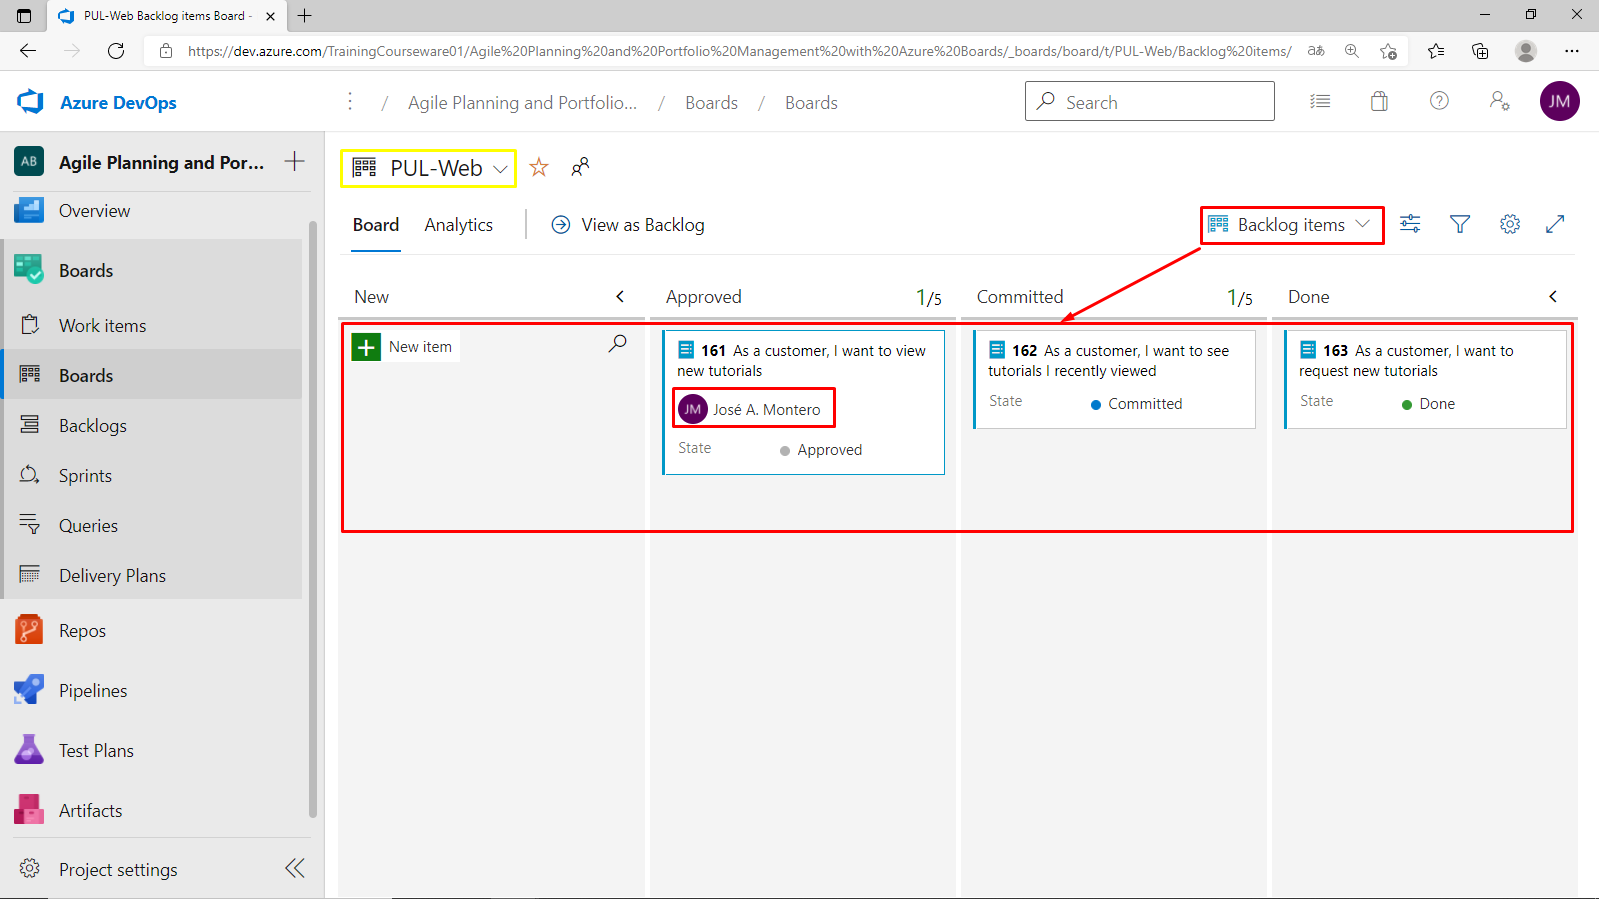 PUL-Web Backlog items Board -
https://dev.azure.com/TrainingCourseware01/Agile%20Planning%20and%20Portfolio%20Management%20with%20Azure%20Boards/_boards/board/t/PUL-Web/Backlog%20items/
aあ
Azure DevOps
/ Agile Planning and Portfolio... / Boards / Boards
Search
JM
AB
Agile Planning and Por...
PUL-Web
Overview
Board
Analytics
View as Backlog
Backlog items
Boards
New
Approved
1/5
Committed
1/5
Done
Work items
New item
161 As a customer, I want to view
new tutorials
JM
José A. Montero
State
Approved
162 As a customer, I want to see
tutorials I recently viewed
State
Committed
163 As a customer, I want to
request new tutorials
State
Done
Boards
Backlogs
Sprints
Queries
Delivery Plans
Repos
Pipelines
Test Plans
Artifacts
Project settings